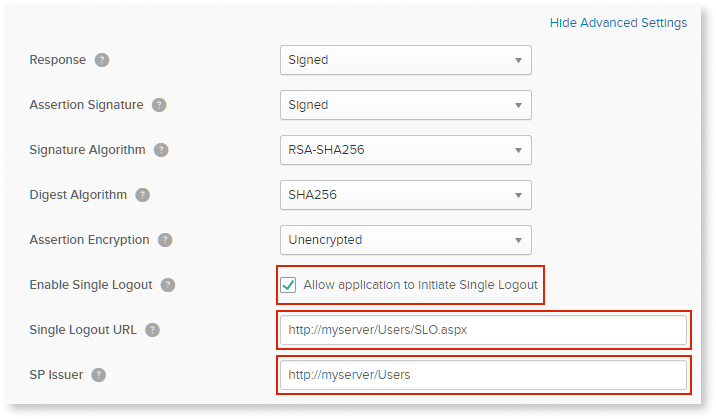 Hide Advanced Settings
Response ? Signed
Assertion Signature ? Signed
Signature Algorithm ? RSA-SHA256
Digest Algorithm ? SHA256
Assertion Encryption ? Unencrypted
Enable Single Logout ? Allow application to initiate Single Logout
Single Logout URL ? http://myserver/Users/SLO.aspx
SP Issuer ? http://myserver/Users